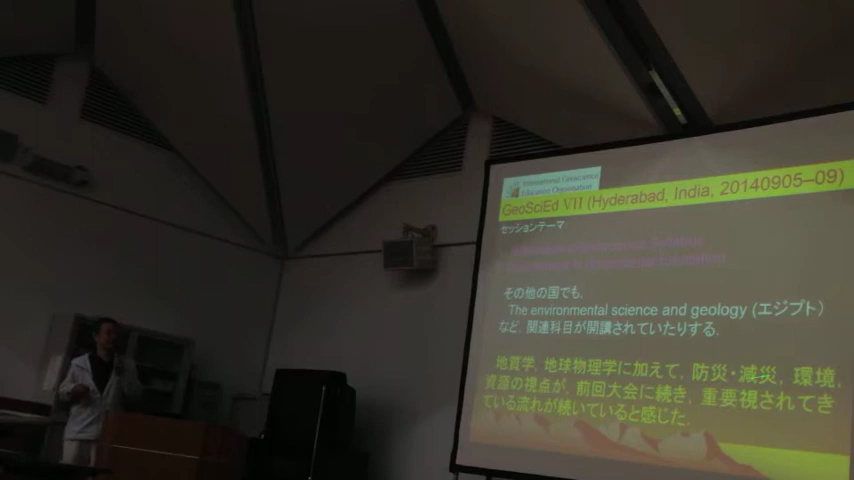 International Geoscience
Education Organisation
GeoSciEd VII (Hyderabad, India, 20140905–09)
セッションテーマ
Syllabus
Education
その他の国でも,
The environmental science and geology (エジプト)
など, 関連科目が開講されていたりする.
地質学, 地球物理学に加えて, 防災・減災, 環境,
資源の視点が, 前回大会に続き, 重要視されてき
ている流れが続いていると感じた.